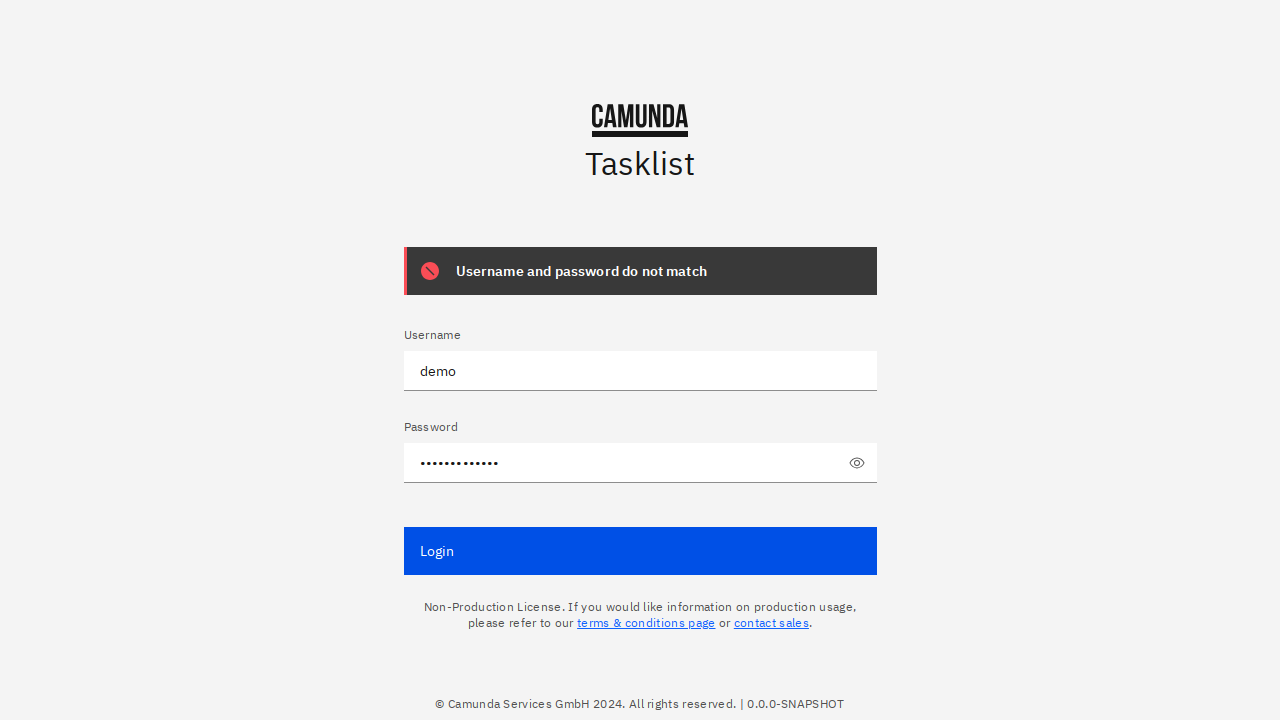 CAMUNDA
Tasklist
Username and password do not match
Username
demo
Password
•••••••••••••
Login
Non-Production License. If you would like information on production usage,
please refer to our terms & conditions page or contact sales.
© Camunda Services GmbH 2024. All rights reserved. | 0.0.0-SNAPSHOT